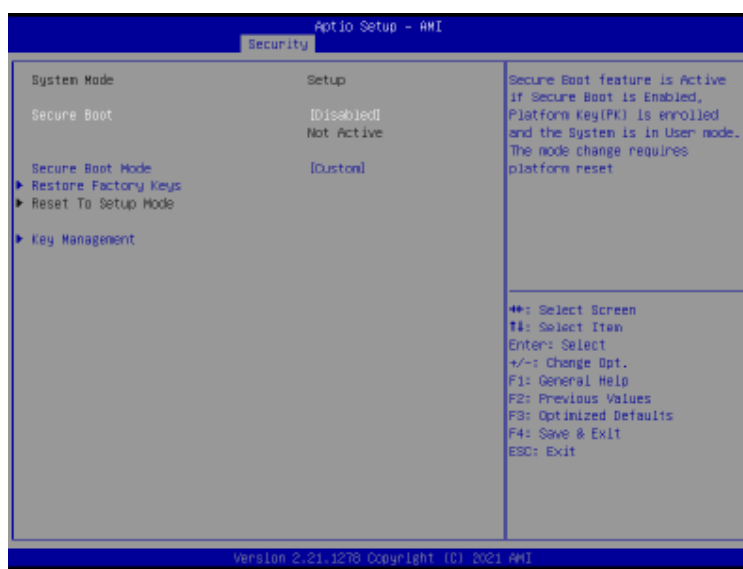 Aptio Setup - AMI
Security
System Mode Setup
Secure Boot [Disabled]
Not Active
Secure Boot Mode [Custom]
Restore Factory Keys
Reset To Setup Mode
Key Management
Secure Boot feature is Active
if Secure Boot is Enabled,
Platform Key(PK) is enrolled
and the System is in User mode.
The mode change requires
platform reset
→←: Select Screen
↑↓: Select Item
Enter: Select
+/-: Change Opt.
F1: General Help
F2: Previous Values
F3: Optimized Defaults
F4: Save & Exit
ESC: Exit
Version 2.21.1278 Copyright (C) 2021 AMI